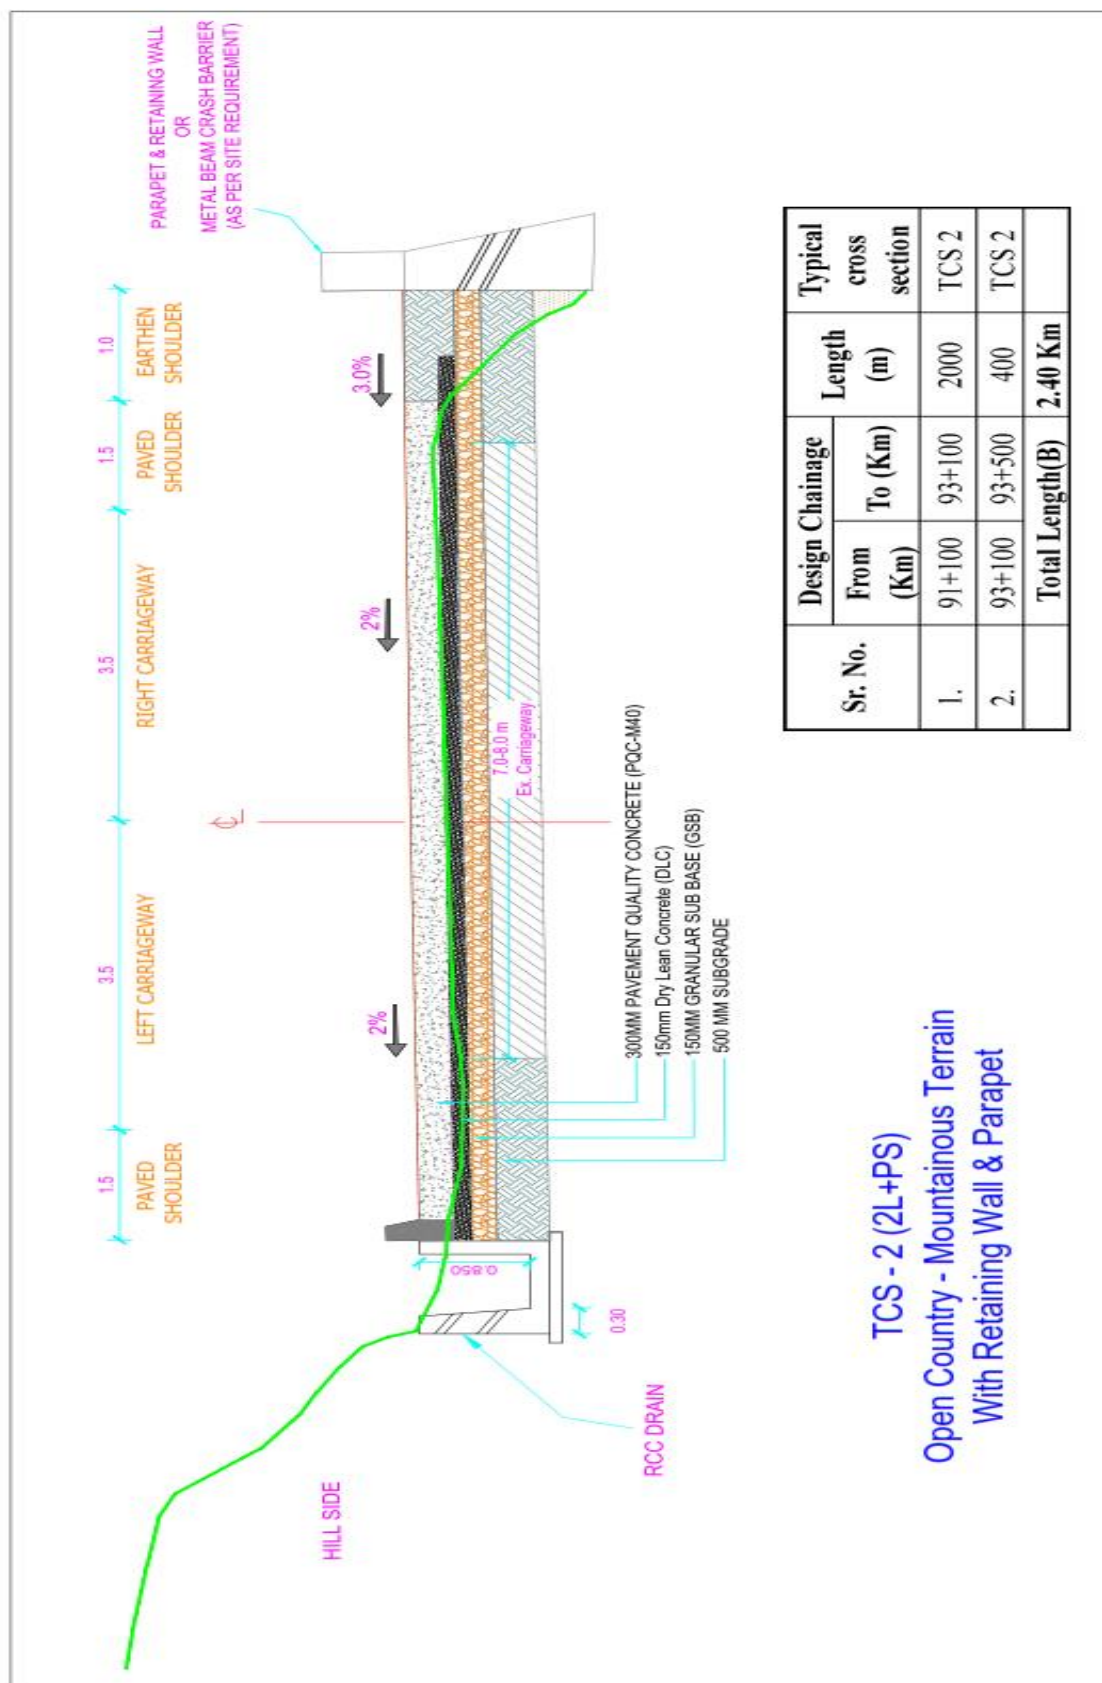 PARAPET & RETAINING WALL
OR
METAL BEAM CRASH BARRIER
(AS PER SITE REQUIREMENT)
1.5
3.5
3.5
1.5
1.0
PAVED
SHOULDER
LEFT CARRIAGEWAY
RIGHT CARRIAGEWAY
PAVED
SHOULDER
EARTHEN
SHOULDER
HILL SIDE
2%
2%
3.0%
0.850
0.30
7.0-8.0 m
Ex. Carriageway
RCC DRAIN
300MM PAVEMENT QUALITY CONCRETE (PQC-M40)
150mm Dry Lean Concrete (DLC)
150MM GRANULAR SUB BASE (GSB)
500 MM SUBGRADE
TCS - 2 (2L+PS)
Open Country - Mountainous Terrain
With Retaining Wall & Parapet
Sr. No. Design Chainage Length (m) Typical cross section
From (Km) To (Km)
1. 91+100 93+100 2000 TCS 2
2. 93+100 93+500 400 TCS 2
Total Length(B) 2.40 Km